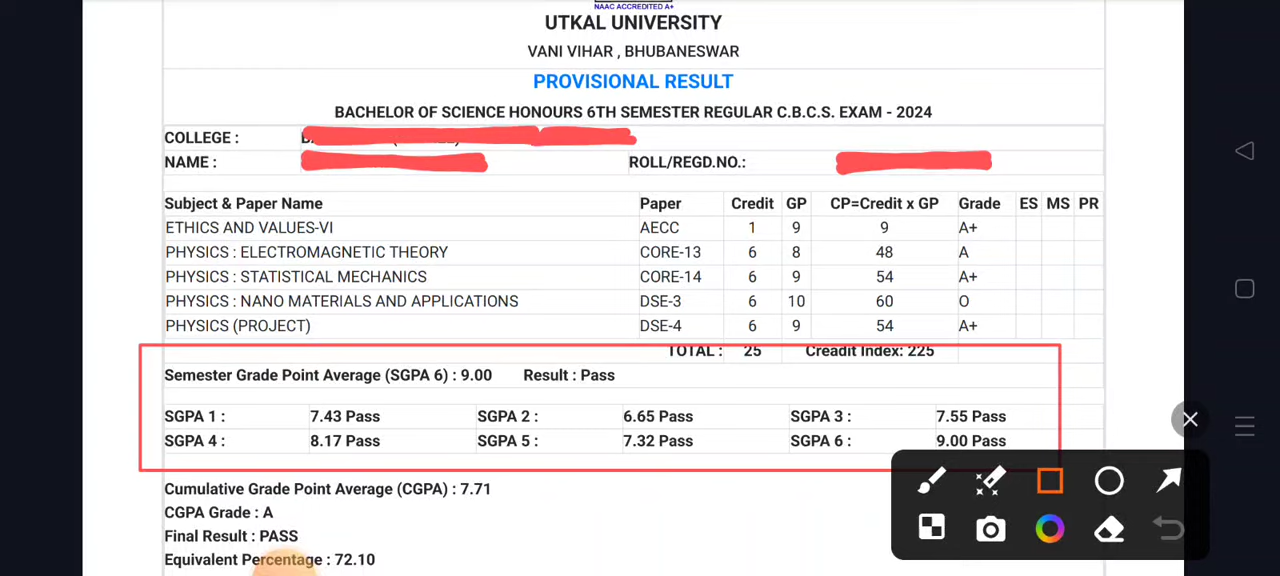 NAAC ACCREDITED A+
UTKAL UNIVERSITY
VANI VIHAR , BHUBANESWAR
PROVISIONAL RESULT
BACHELOR OF SCIENCE HONOURS 6TH SEMESTER REGULAR C.B.C.S. EXAM - 2024
COLLEGE :
NAME : ROLL/REGD.NO.:
Subject & Paper Name Paper Credit GP CP=Credit x GP Grade ES MS PR
ETHICS AND VALUES-VI AECC 1 9 9 A+
PHYSICS : ELECTROMAGNETIC THEORY CORE-13 6 8 48 A
PHYSICS : STATISTICAL MECHANICS CORE-14 6 9 54 A+
PHYSICS : NANO MATERIALS AND APPLICATIONS DSE-3 6 10 60 O
PHYSICS (PROJECT) DSE-4 6 9 54 A+
TOTAL : 25 Creadit Index: 225
Semester Grade Point Average (SGPA 6) : 9.00 Result : Pass
SGPA 1 : 7.43 Pass SGPA 2 : 6.65 Pass SGPA 3 : 7.55 Pass
SGPA 4 : 8.17 Pass SGPA 5 : 7.32 Pass SGPA 6 : 9.00 Pass
Cumulative Grade Point Average (CGPA) : 7.71
CGPA Grade : A
Final Result : PASS
Equivalent Percentage : 72.10